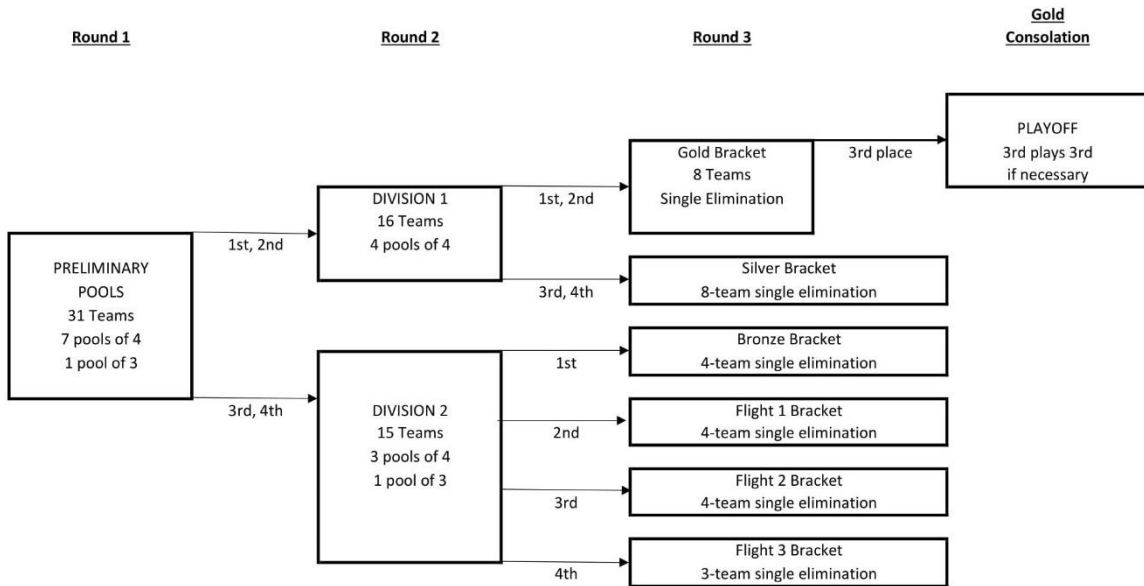 Round 1
Round 2
Round 3
Gold
Consolation
PRELIMINARY
POOLS
31 Teams
7 pools of 4
1 pool of 3
1st, 2nd
3rd, 4th
DIVISION 1
16 Teams
4 pools of 4
1st, 2nd
3rd, 4th
DIVISION 2
15 Teams
3 pools of 4
1 pool of 3
1st
2nd
3rd
4th
Gold Bracket
8 Teams
Single Elimination
3rd place
PLAYOFF
3rd plays 3rd
if necessary
Silver Bracket
8-team single elimination
Bronze Bracket
4-team single elimination
Flight 1 Bracket
4-team single elimination
Flight 2 Bracket
4-team single elimination
Flight 3 Bracket
3-team single elimination